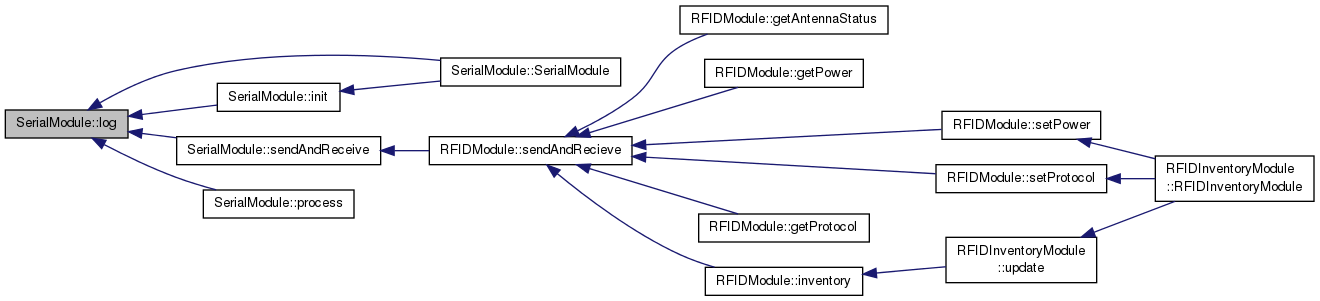 SerialModule::log
SerialModule::SerialModule
SerialModule::init
SerialModule::sendAndReceive
SerialModule::process
RFIDModule::sendAndRecieve
RFIDModule::getAntennaStatus
RFIDModule::getPower
RFIDModule::setPower
RFIDModule::setProtocol
RFIDModule::getProtocol
RFIDModule::inventory
RFIDInventoryModule
::update
RFIDInventoryModule
::RFIDInventoryModule